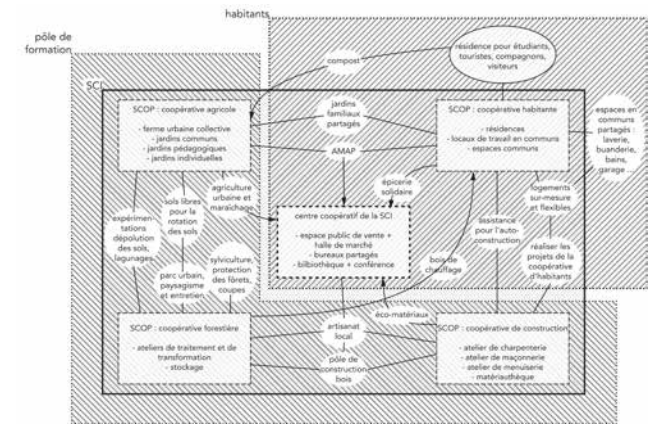 habitants
pôle de
formation
SCI
compost
résidence pour étudiants,
touristes, compagnons,
visiteurs
SCOP : coopérative agricole
- ferme urbaine collective
- jardins communs
- jardins pédagogiques
- jardins individuelles
jardins
familiaux
partagés
AMAP
SCOP : coopérative habitante
- résidences
- locaux de travail en communs
- espaces communs
espaces en
communs
partagés :
laverie,
buanderie,
bains,
garage
agriculture
urbaine et
maraîchage
épicerie
solidaire
centre coopératif de la SCI
- espace public de vente +
halle de marché
- bureaux partagés
- bilbiothèque + conférence
expérimen-
tations
dépollution
des sols,
lagunages
sols libres
pour la
rotation
des sols
parc urbain,
paysagisme
et entretien
sylviculture,
protection
des fôrets,
coupes
logements
sur-mesure
et flexibles
assistance
pour l'auto-
construction
réaliser les
projets de la
coopérative
d'habitants
bois de
chauffage
éco-matériaux
artisanat
local
pôle de
construction
bois
SCOP : coopérative forestière
- ateliers de traitement et de
transformation
- stockage
SCOP : coopérative de construction
- atelier de charpenterie
- atelier de maçonnerie
- atelier de menuiserie
- matériauthèque